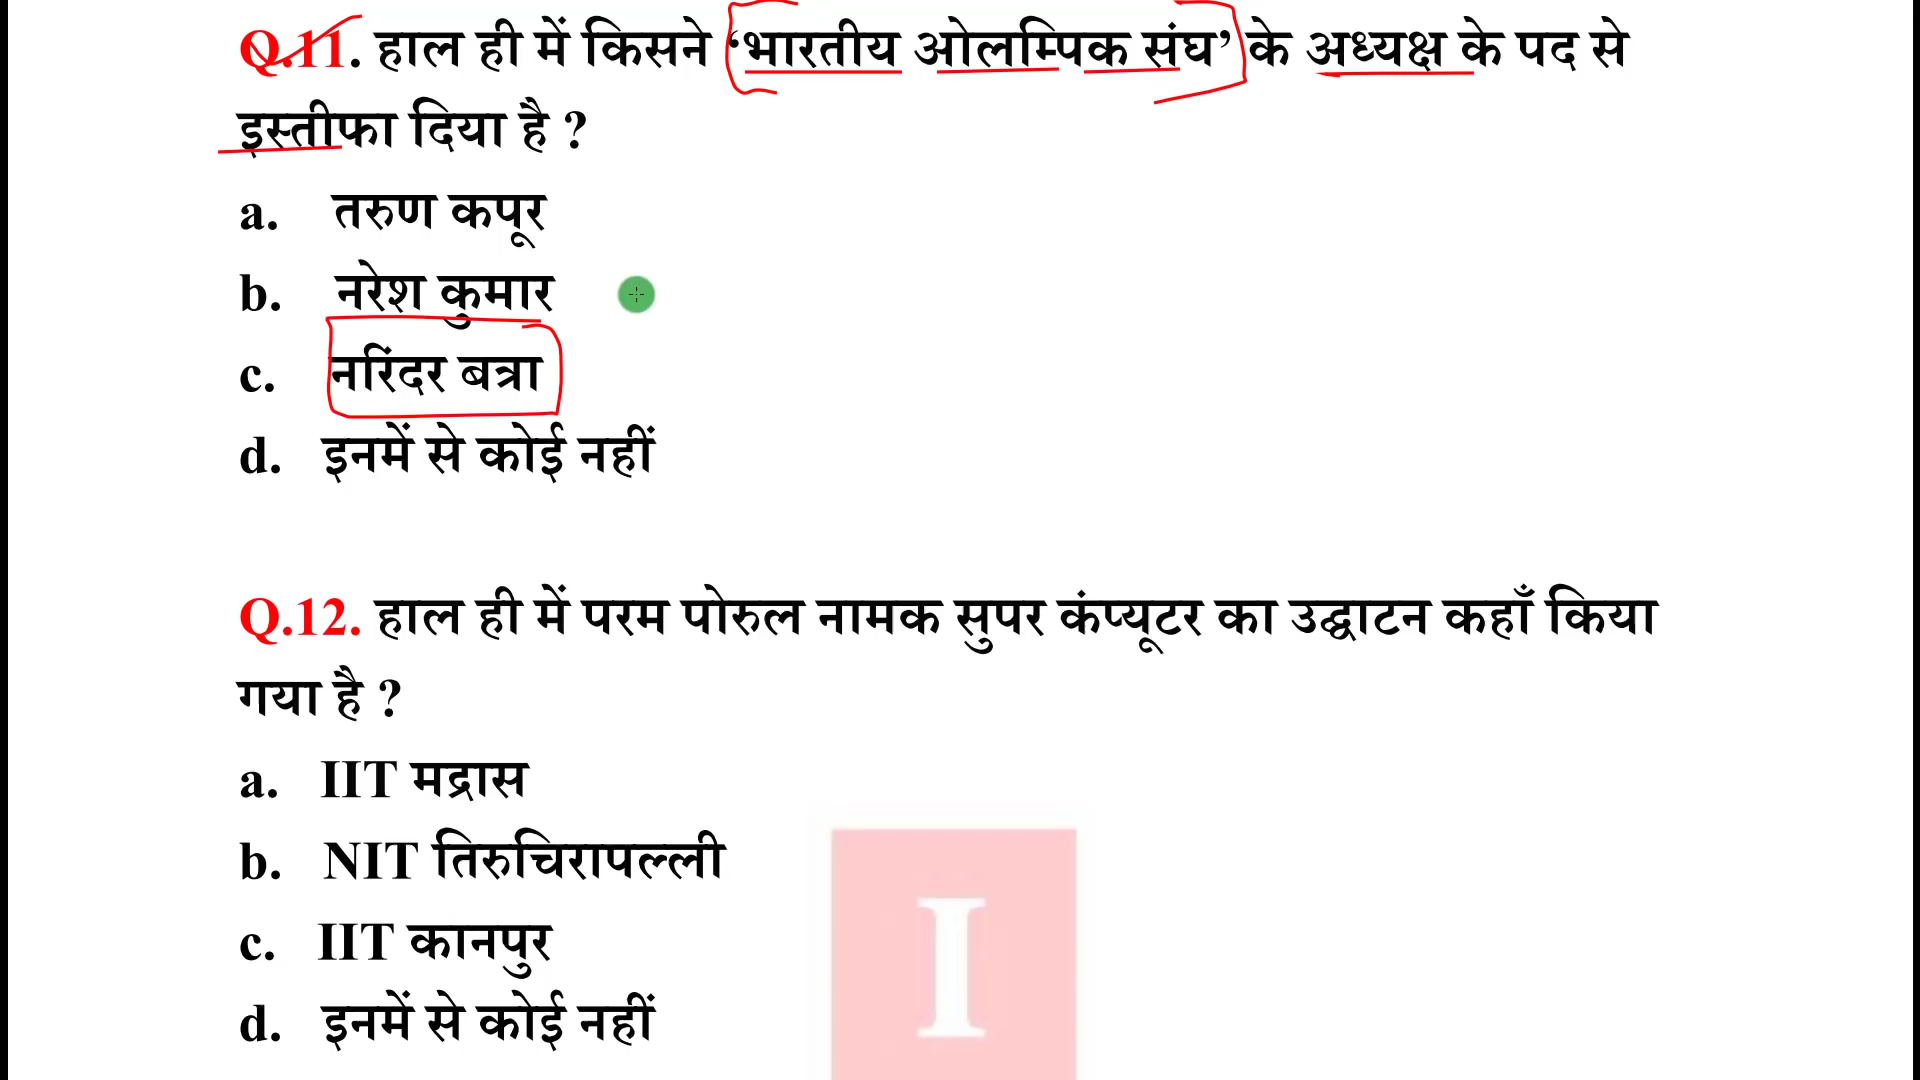 Q.11. हाल ही में किसने ‘भारतीय ओलम्पिक संघ’ के अध्यक्ष के पद से
इस्तीफा दिया है ?
a. तरुण कपूर
b. नरेश कुमार
c. नरिंदर बत्रा
d. इनमें से कोई नहीं
Q.12. हाल ही में परम पोरुल नामक सुपर कंप्यूटर का उद्घाटन कहाँ किया
गया है ?
a. IIT मद्रास
b. NIT तिरुचिरापल्ली
c. IIT कानपुर
d. इनमें से कोई नहीं
I